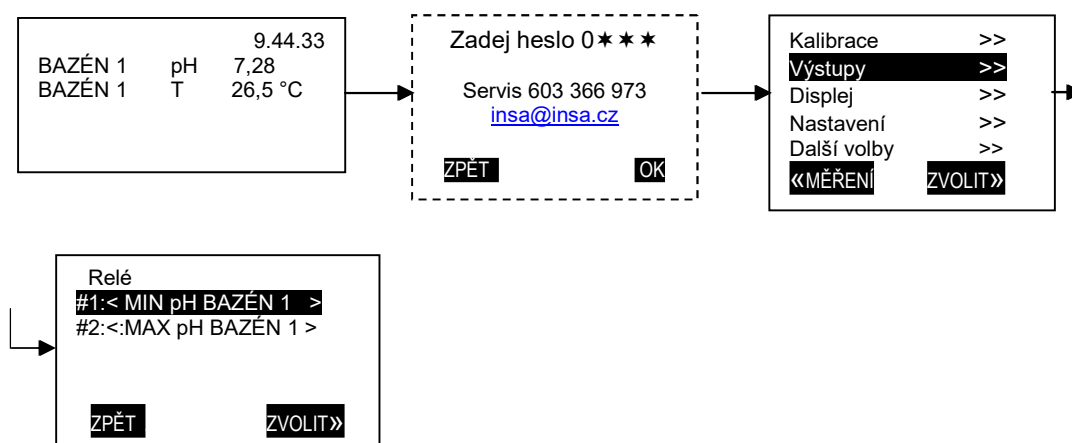 9.44.33
BAZÉN 1 pH 7,28
BAZÉN 1 T 26,5 °C
Zadej heslo 0✶✶✶
Servis 603 366 973
insa@insa.cz
ZPĚT OK
Kalibrace >>
Výstupy >>
Displej >>
Nastavení >>
Další volby >>
«MĚŘENÍ ZVOLIT»
Relé
#1:< MIN pH BAZÉN 1 >
#2:<:MAX pH BAZÉN 1 >
ZPĚT ZVOLIT»